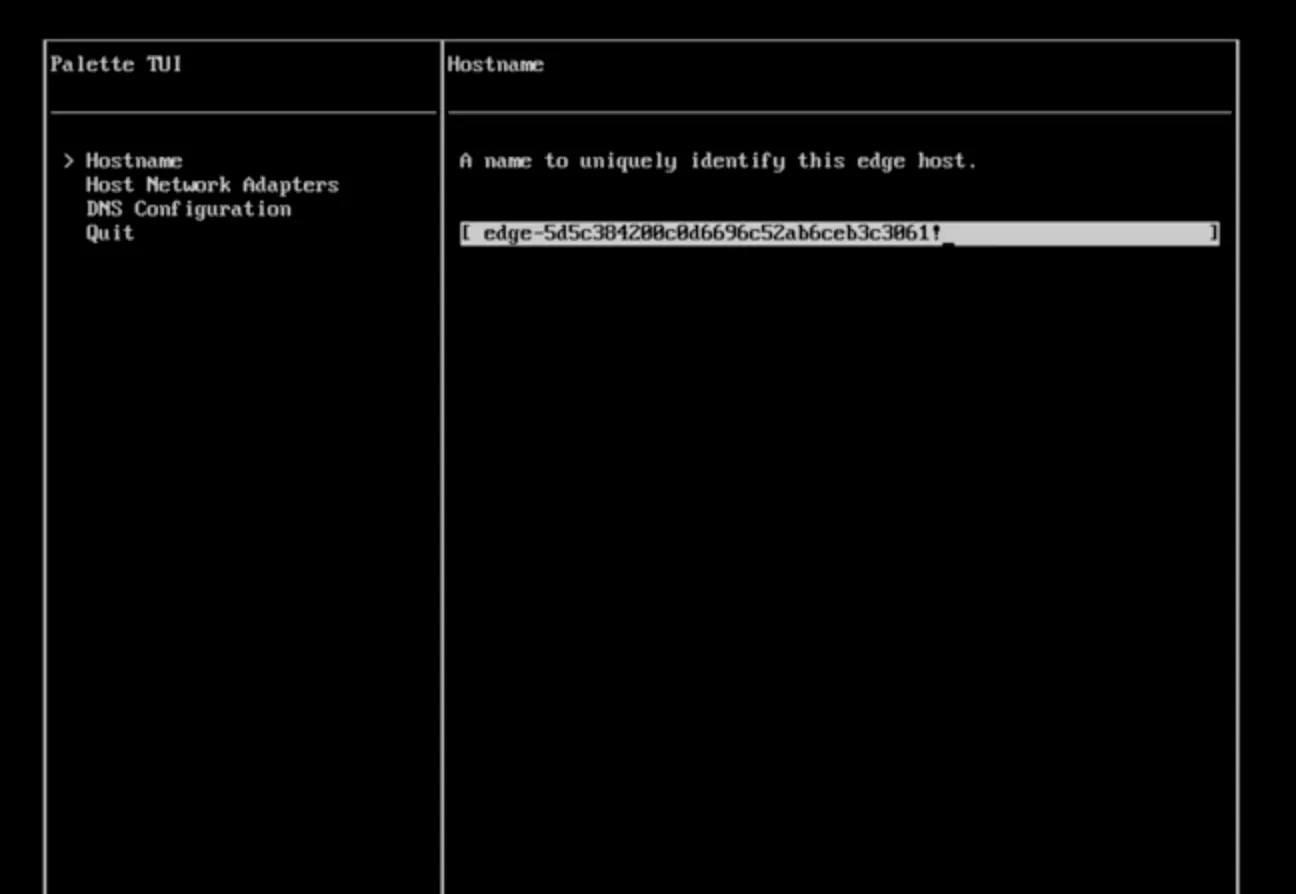 Palette TUI
Hostname
> Hostname
Host Network Adapters
DNS Configuration
Quit
A name to uniquely identify this edge host.
[ edge-5d5c384200c0d6696c52ab6ceb3c3061! ]